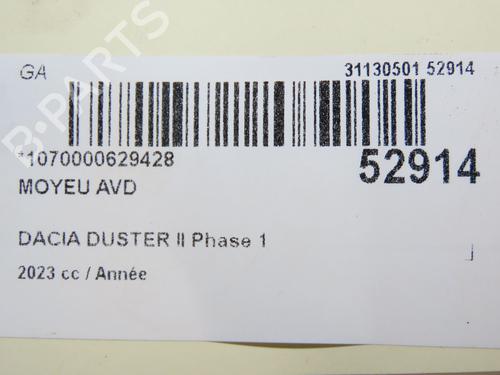 GA
31130501 52914
*1070000629428
52914
MOYEU AVD
DACIA DUSTER II Phase 1
2023 cc / Année
B-PARTS